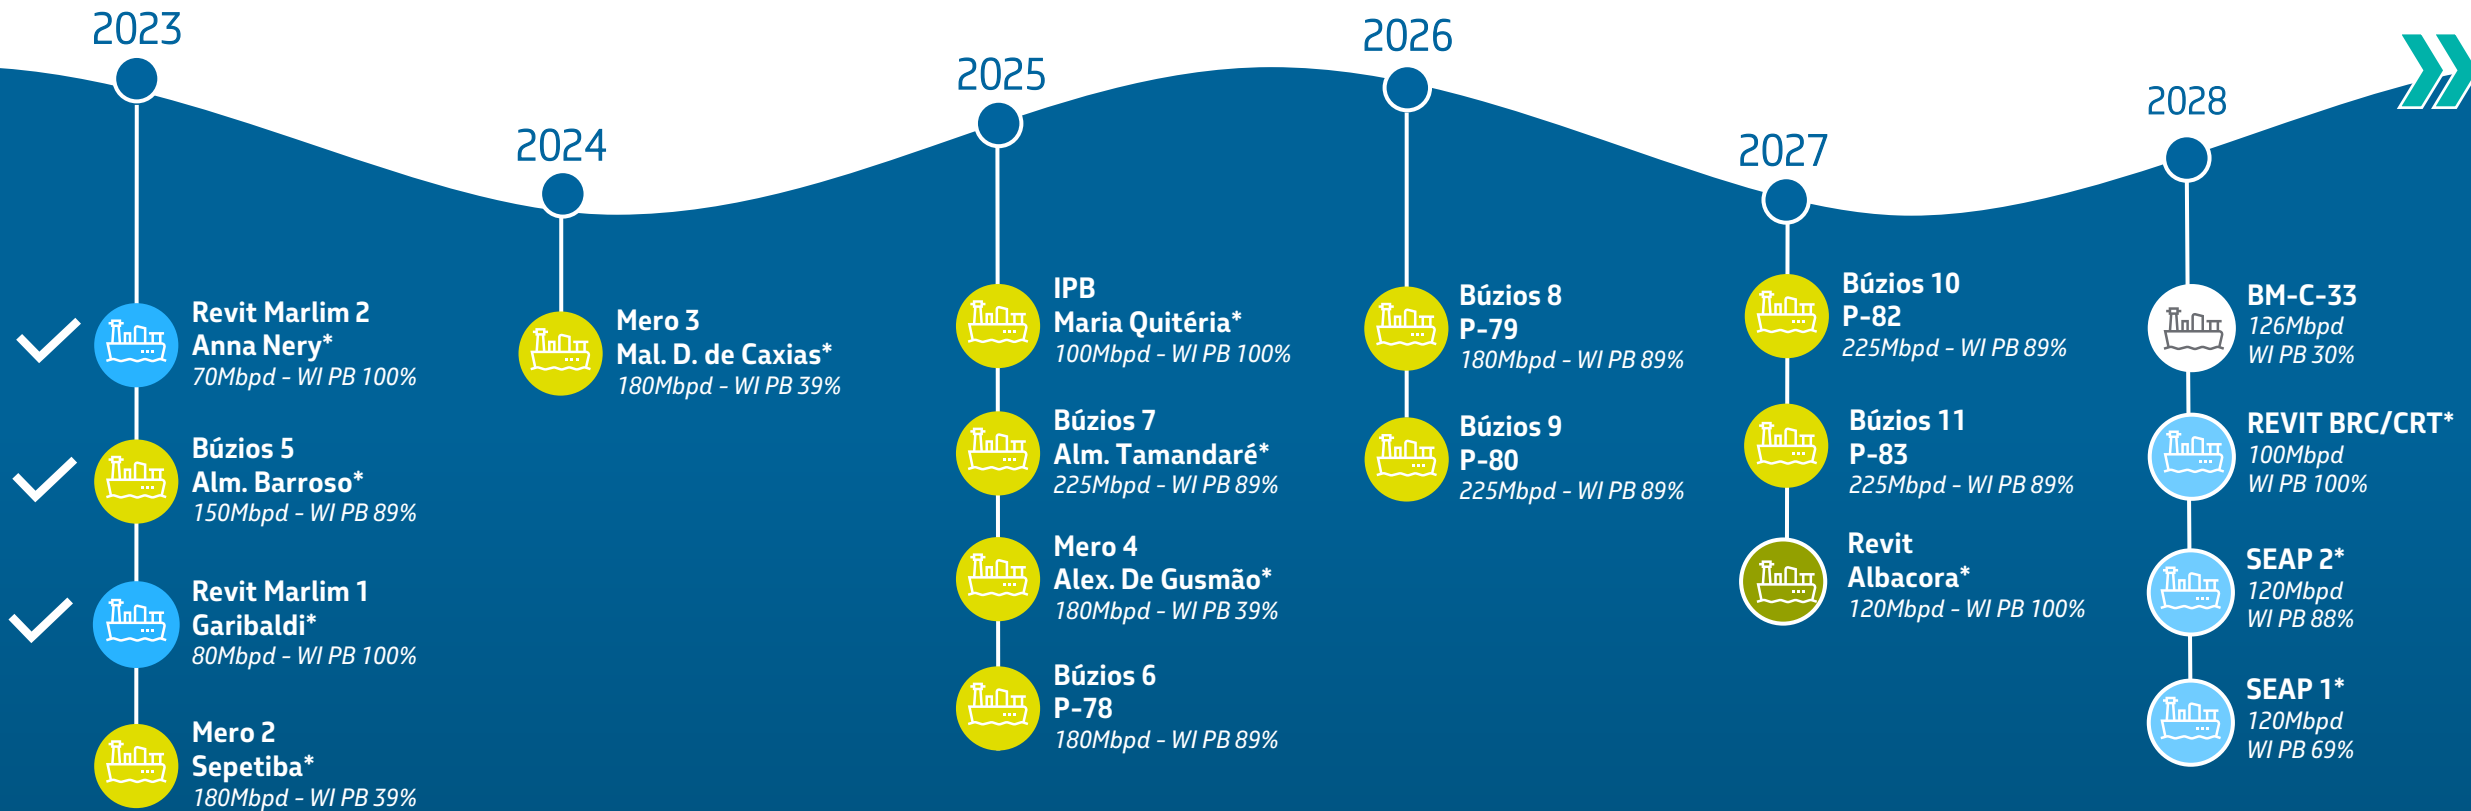 2023
Revit Marlim 2
Anna Nery*
70Mbpd - WI PB 100%
Búzios 5
Alm. Barroso*
150Mbpd - WI PB 89%
Revit Marlim 1
Garibaldi*
80Mbpd - WI PB 100%
Mero 2
Sepetiba*
180Mbpd - WI PB 39%
2024
Mero 3
Mal. D. de Caxias*
180Mbpd - WI PB 39%
2025
IPB
Maria Quitéria*
100Mbpd - WI PB 100%
Búzios 7
Alm. Tamandaré*
225Mbpd - WI PB 89%
Mero 4
Alex. De Gusmão*
180Mbpd - WI PB 39%
Búzios 6
P-78
180Mbpd - WI PB 89%
2026
Búzios 8
P-79
180Mbpd - WI PB 89%
Búzios 9
P-80
225Mbpd - WI PB 89%
2027
Búzios 10
P-82
225Mbpd - WI PB 89%
Búzios 11
P-83
225Mbpd - WI PB 89%
Revit
Albacora*
120Mbpd - WI PB 100%
2028
BM-C-33
126Mbpd
WI PB 30%
REVIT BRC/CRT*
100Mbpd
WI PB 100%
SEAP 2*
120Mbpd
WI PB 88%
SEAP 1*
120Mbpd
WI PB 69%